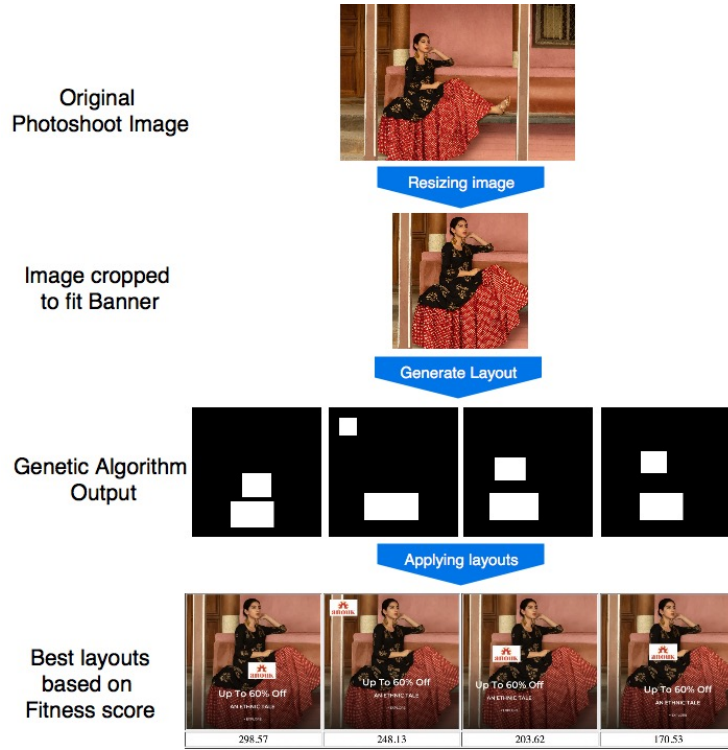 Original
Photoshoot Image
Resizing image
Image cropped
to fit Banner
Generate Layout
Genetic Algorithm
Output
Applying layouts
Best layouts
based on
Fitness score
anouk
Up To 60% Off
AN ETHNIC TALE
anouk
Up To 60% Off
AN ETHNIC TALE
anouk
Up To 60% Off
AN ETHNIC TALE
anouk
Up To 60% Off
AN ETHNIC TALE
298.57
248.13
203.62
170.53